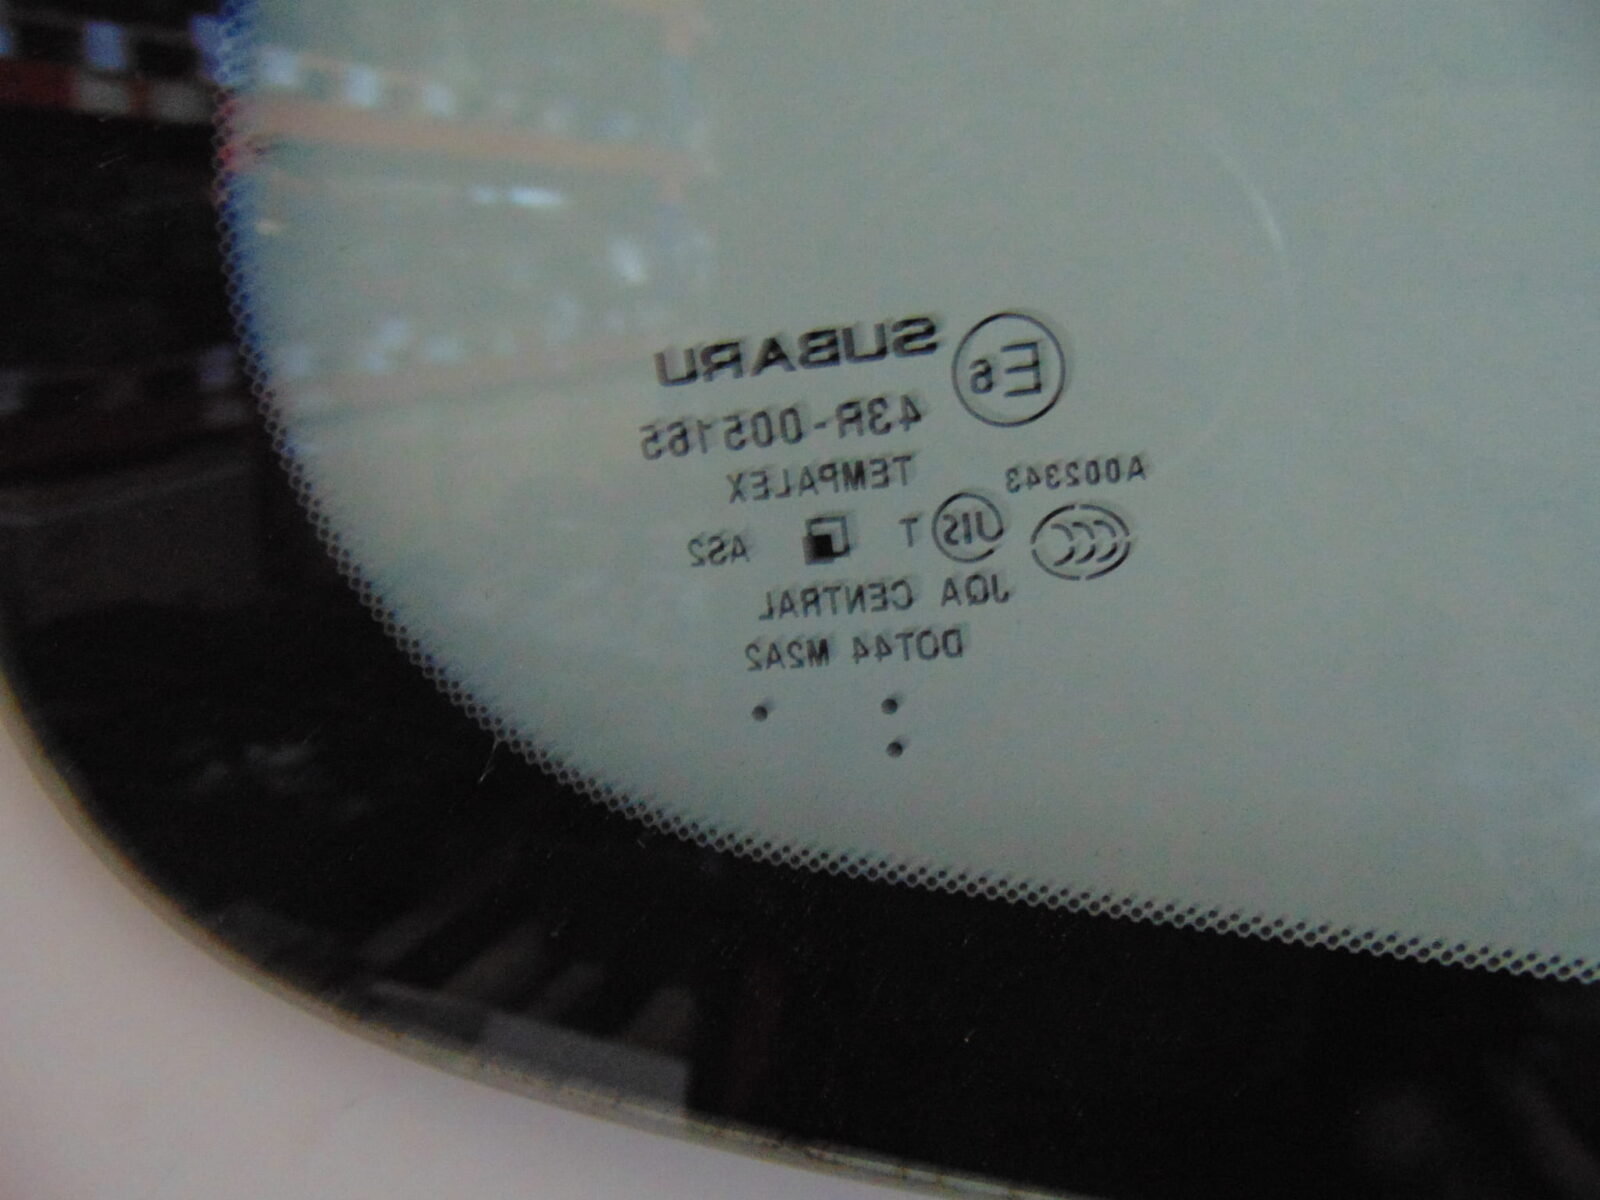 E6 SUBARU
43R-005165
A002343 TEMPALEX
CCC JIS T AS2
JQA CENTRAL
DOT44 M2A2